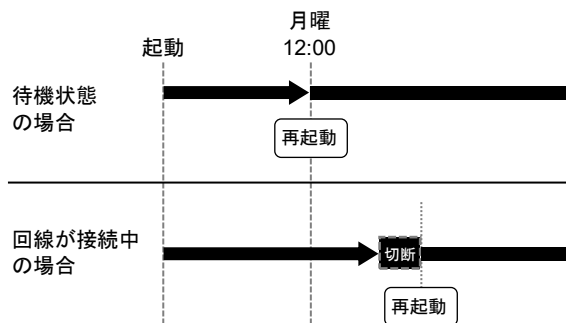 月曜
12:00
起動
待機状態
の場合
再起動
回線が接続中
の場合
切断
再起動